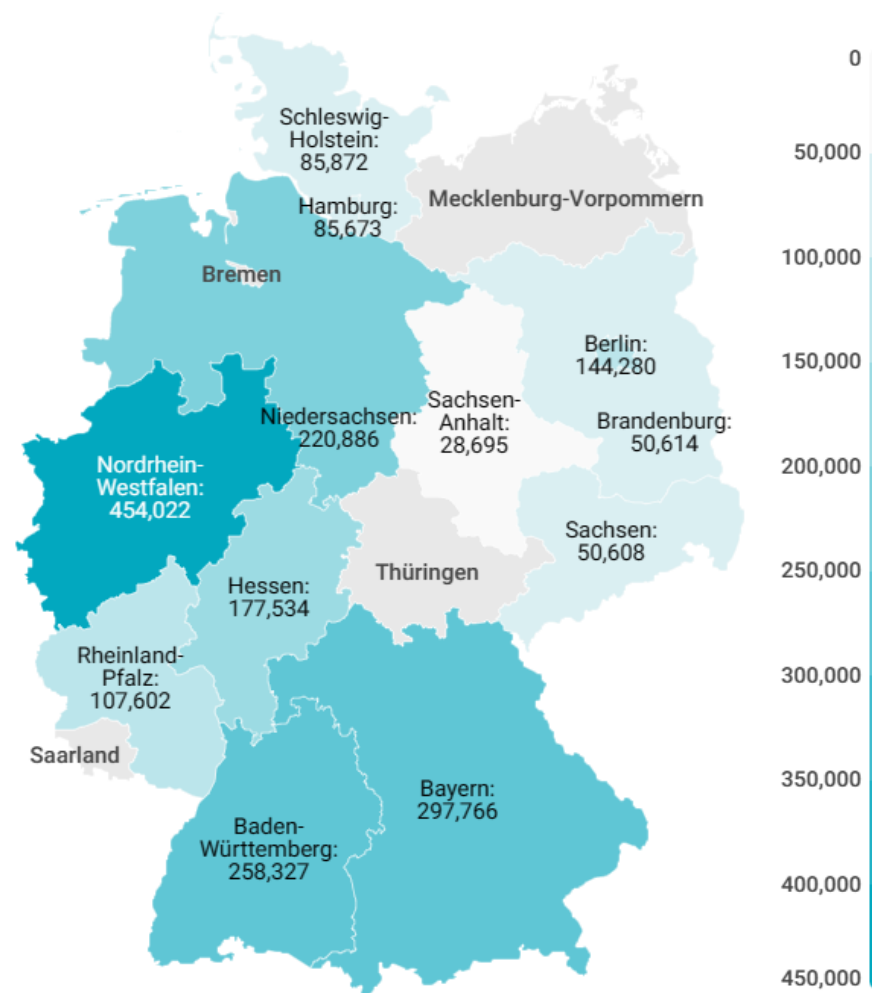 Schleswig-
Holstein:
85,872
Hamburg:
85,673
Mecklenburg-Vorpommern
Bremen
Berlin:
144,280
Brandenburg:
50,614
Sachsen-
Anhalt:
28,695
Niedersachsen:
220,886
Nordrhein-
Westfalen:
454,022
Sachsen:
50,608
Thüringen
Hessen:
177,534
Rheinland-
Pfalz:
107,602
Saarland
Bayern:
297,766
Baden-
Württemberg:
258,327
0
50,000
100,000
150,000
200,000
250,000
300,000
350,000
400,000
450,000